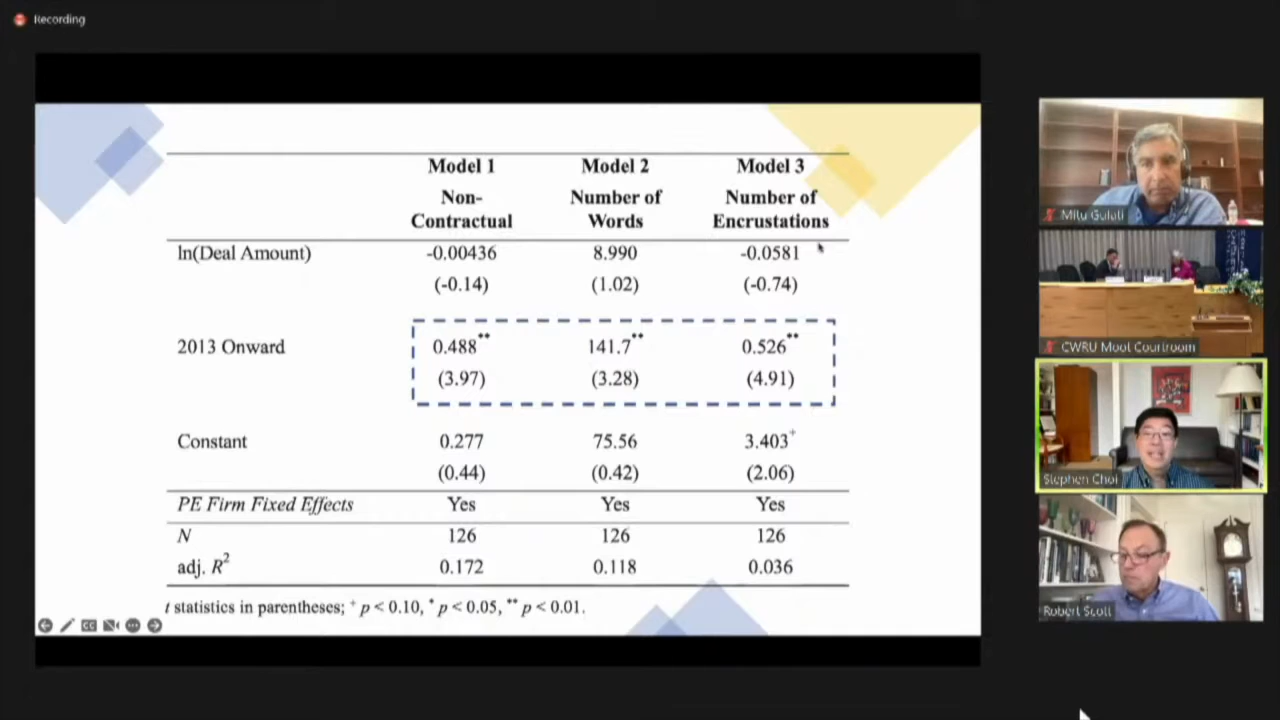 Recording
Model 1 Model 2 Model 3
Non- Number of Number of
Contractual Words Encrustations
ln(Deal Amount) -0.00436 8.990 -0.0581
(-0.14) (1.02) (-0.74)
2013 Onward 0.488** 141.7** 0.526**
(3.97) (3.28) (4.91)
Constant 0.277 75.56 3.403+
(0.44) (0.42) (2.06)
PE Firm Fixed Effects Yes Yes Yes
N 126 126 126
adj. R2 0.172 0.118 0.036
t statistics in parentheses; + p < 0.10, * p < 0.05, ** p < 0.01.
CC
Mitu Gulati
CWRU Moot Courtroom
Stephen Choi
Robert Scott